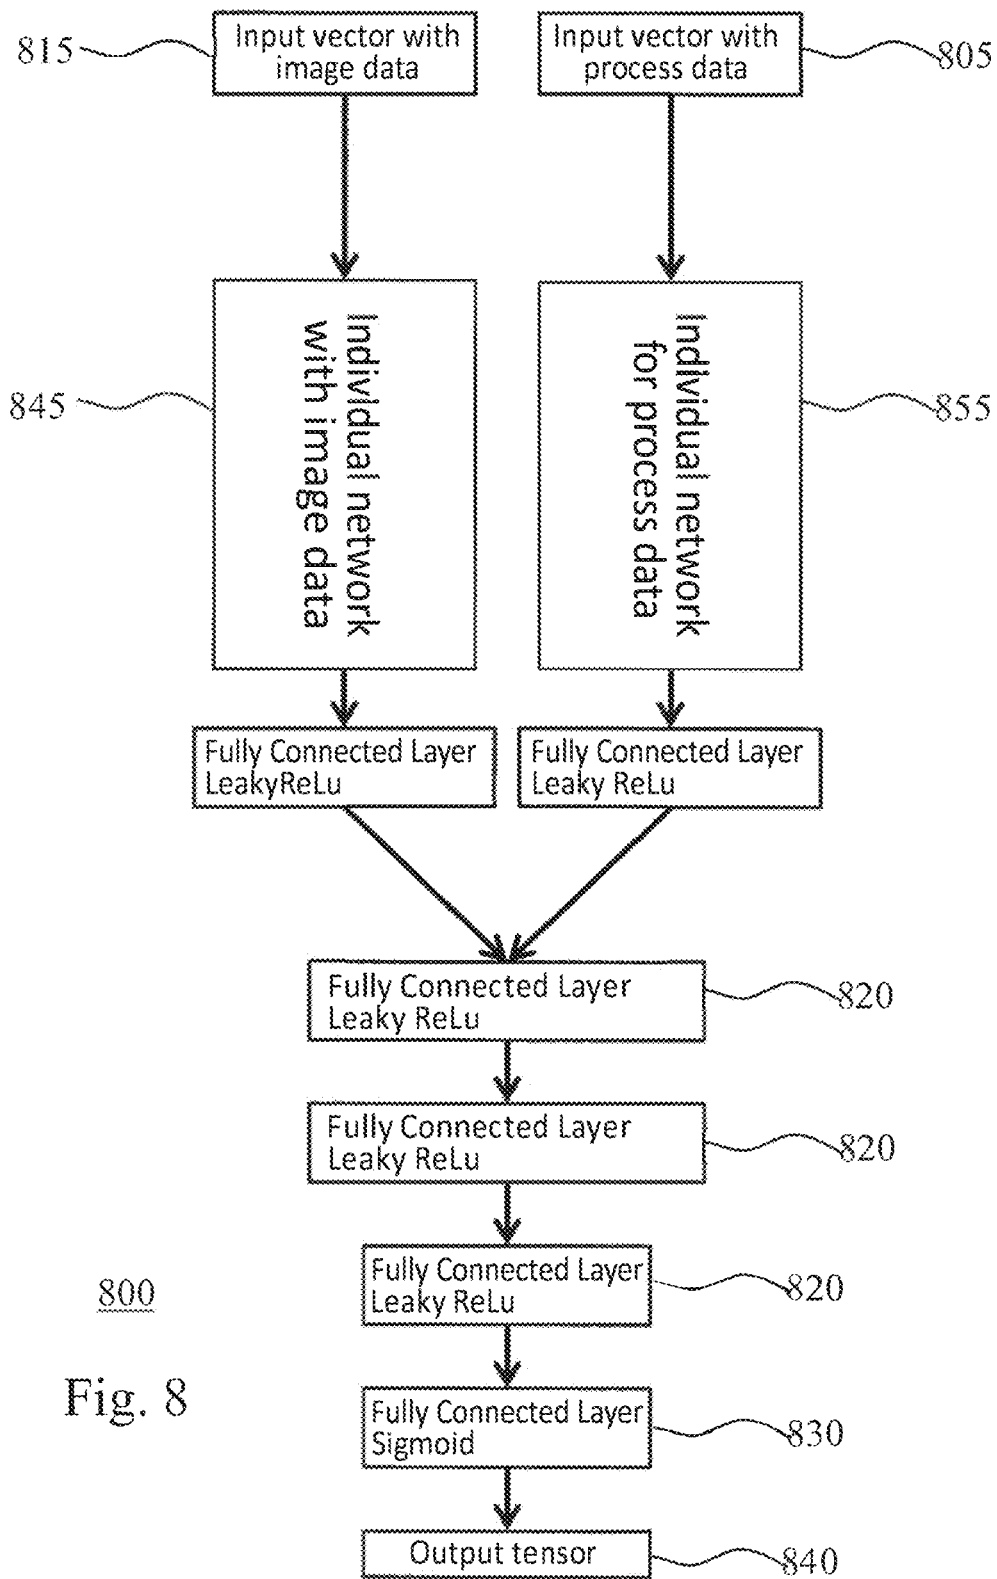 815
Input vector with
image data
Input vector with
process data
805
845
Individual network
with image data
Individual network
for process data
855
Fully Connected Layer
LeakyReLu
Fully Connected Layer
Leaky ReLu
Fully Connected Layer
Leaky ReLu
820
Fully Connected Layer
Leaky ReLu
820
Fully Connected Layer
Leaky ReLu
820
800
Fig. 8
Fully Connected Layer
Sigmoid
830
Output tensor
840